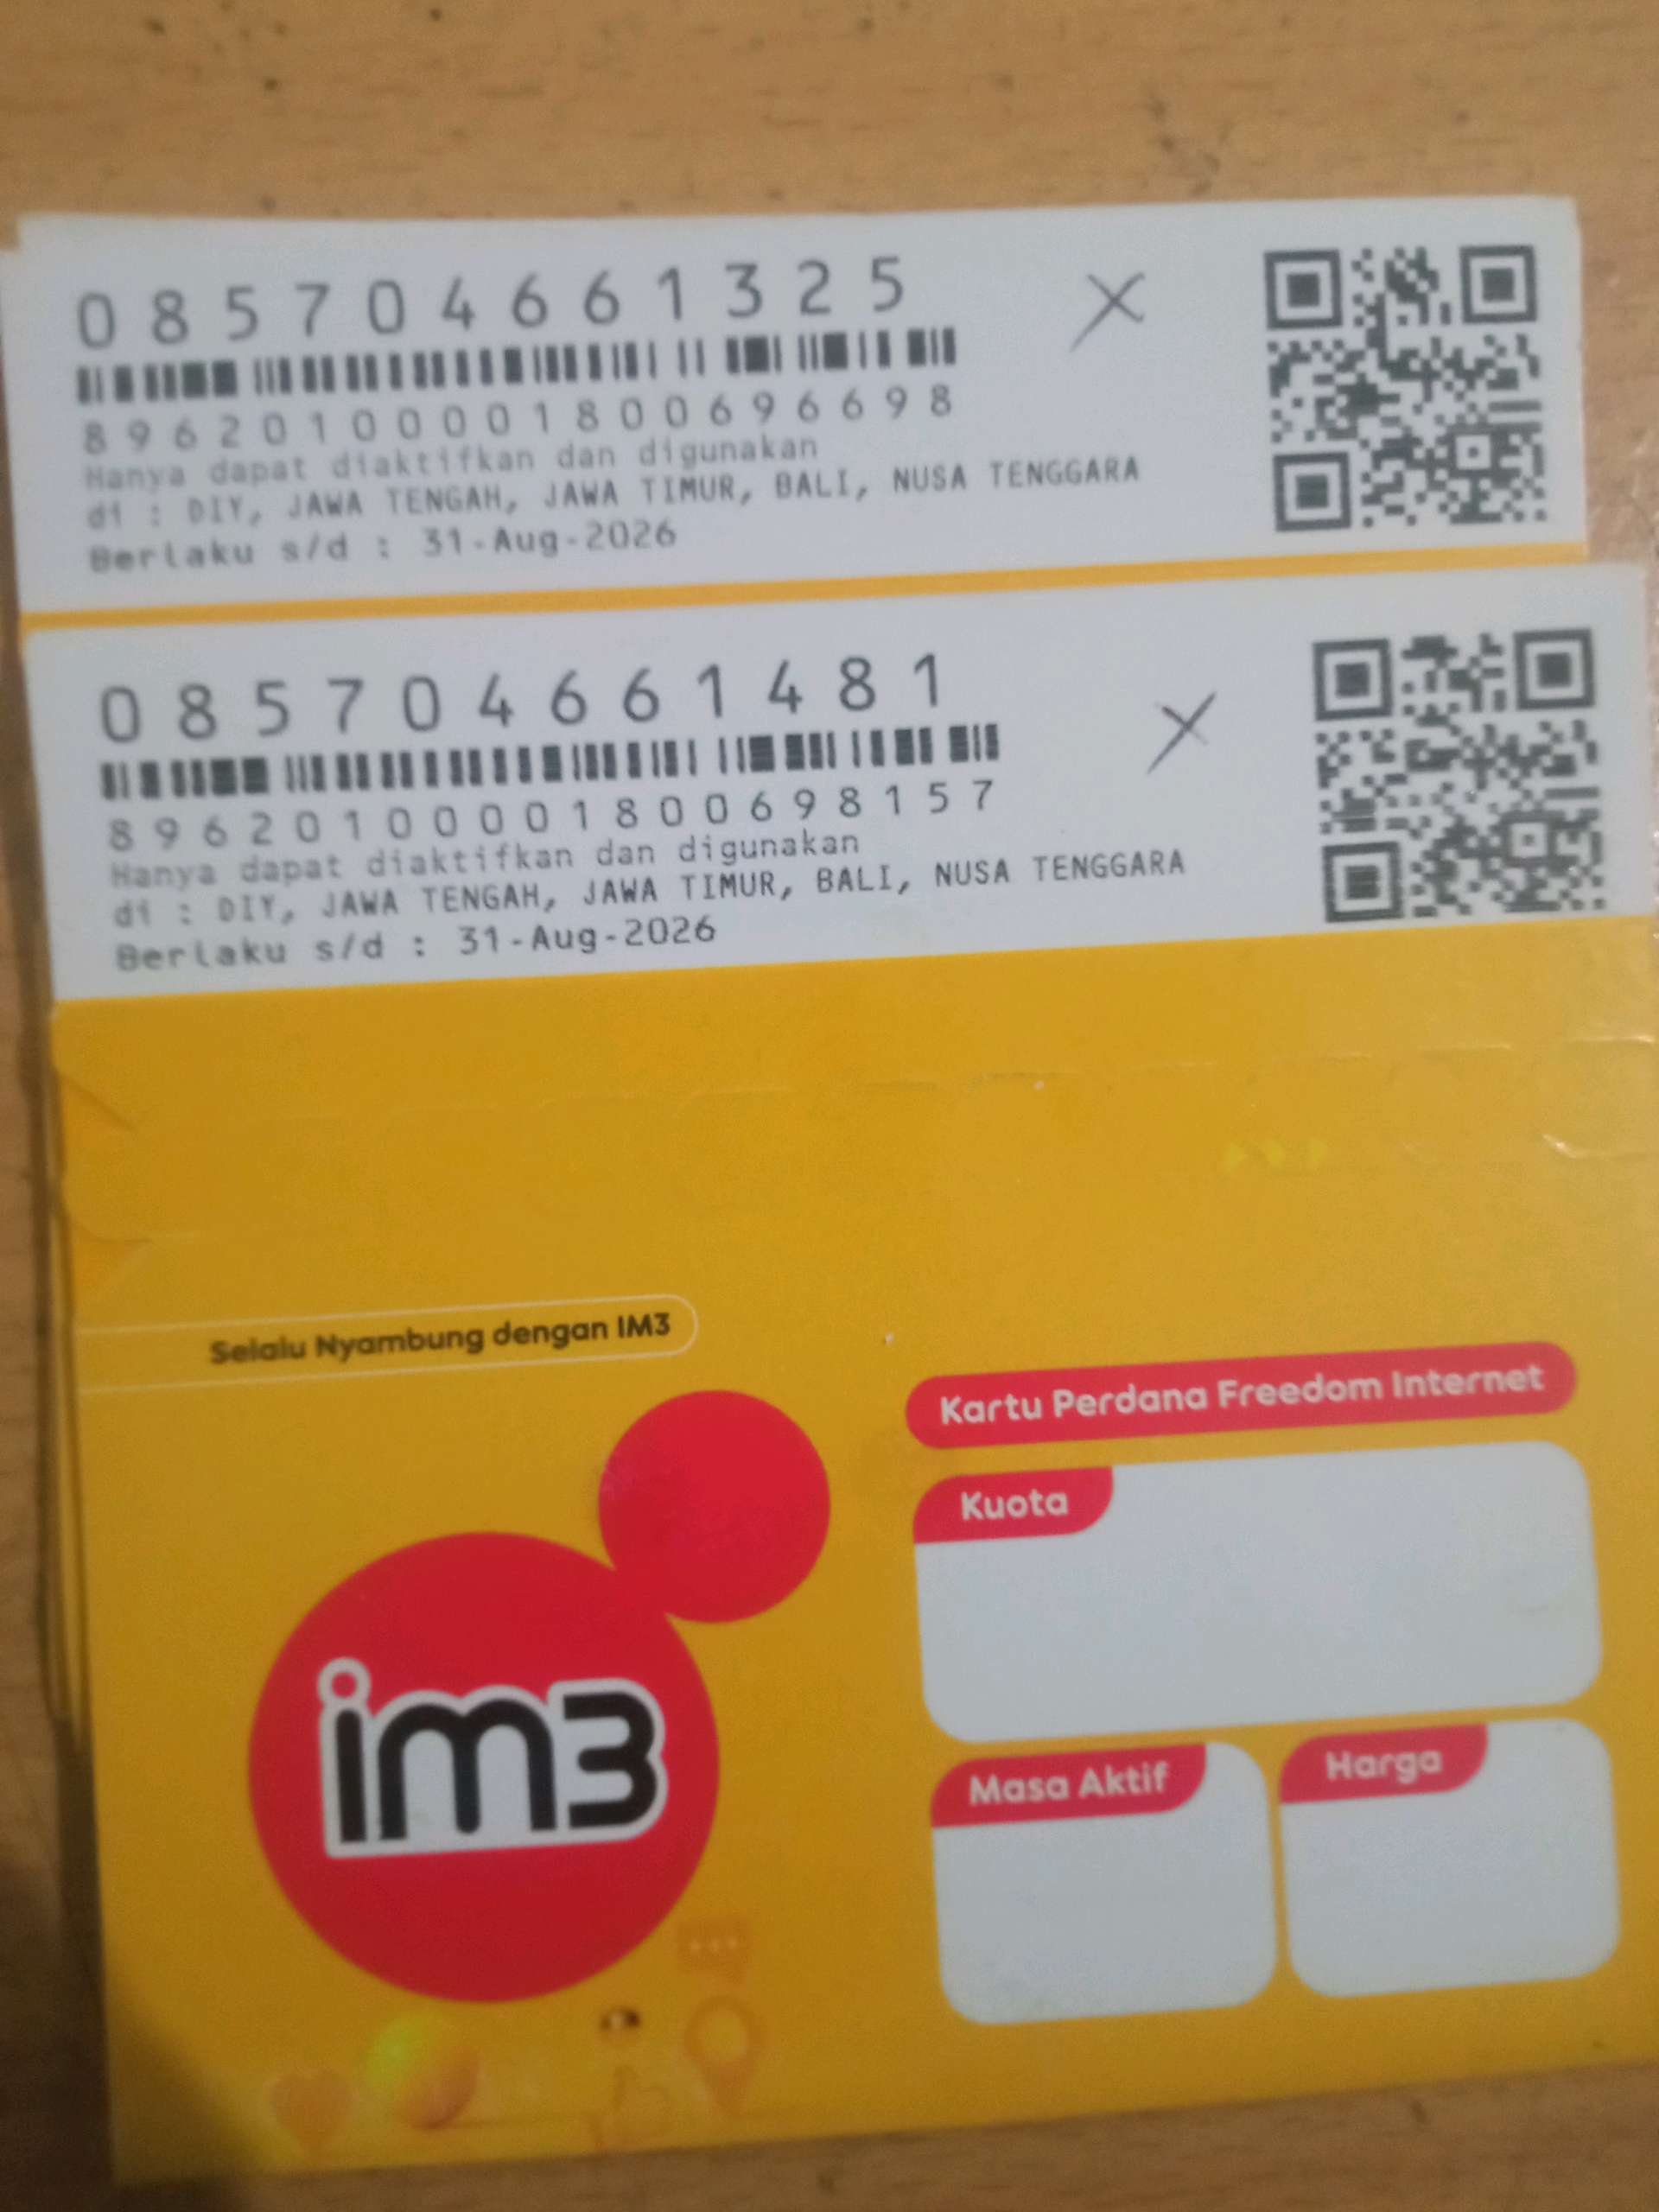 085704661325
89620100001800696698
Hanya dapat diaktifkan dan digunakan
di : DIY, JAWA TENGAH, JAWA TIMUR, BALI, NUSA TENGGARA
Berlaku s/d : 31-Aug-2026
085704661481
89620100001800698157
Hanya dapat diaktifkan dan digunakan
di : DIY, JAWA TENGAH, JAWA TIMUR, BALI, NUSA TENGGARA
Berlaku s/d : 31-Aug-2026
Selalu Nyambung dengan IM3
Kartu Perdana Freedom Internet
Kuota
im3
Masa Aktif
Harga